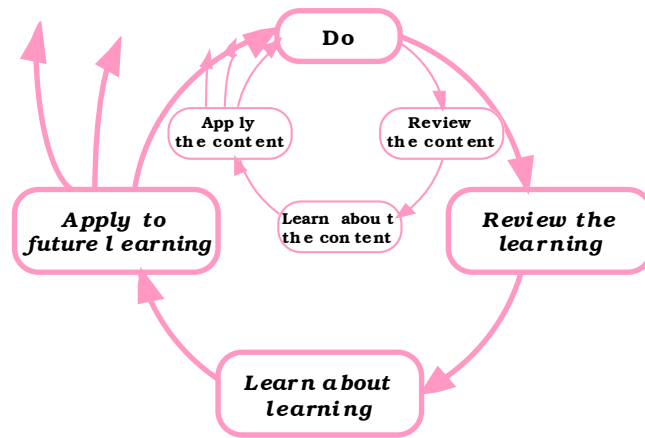 Do
Apply
the content
Review
the content
Learn about
the content
Apply to
future learning
Review the
learning
Learn about
learning